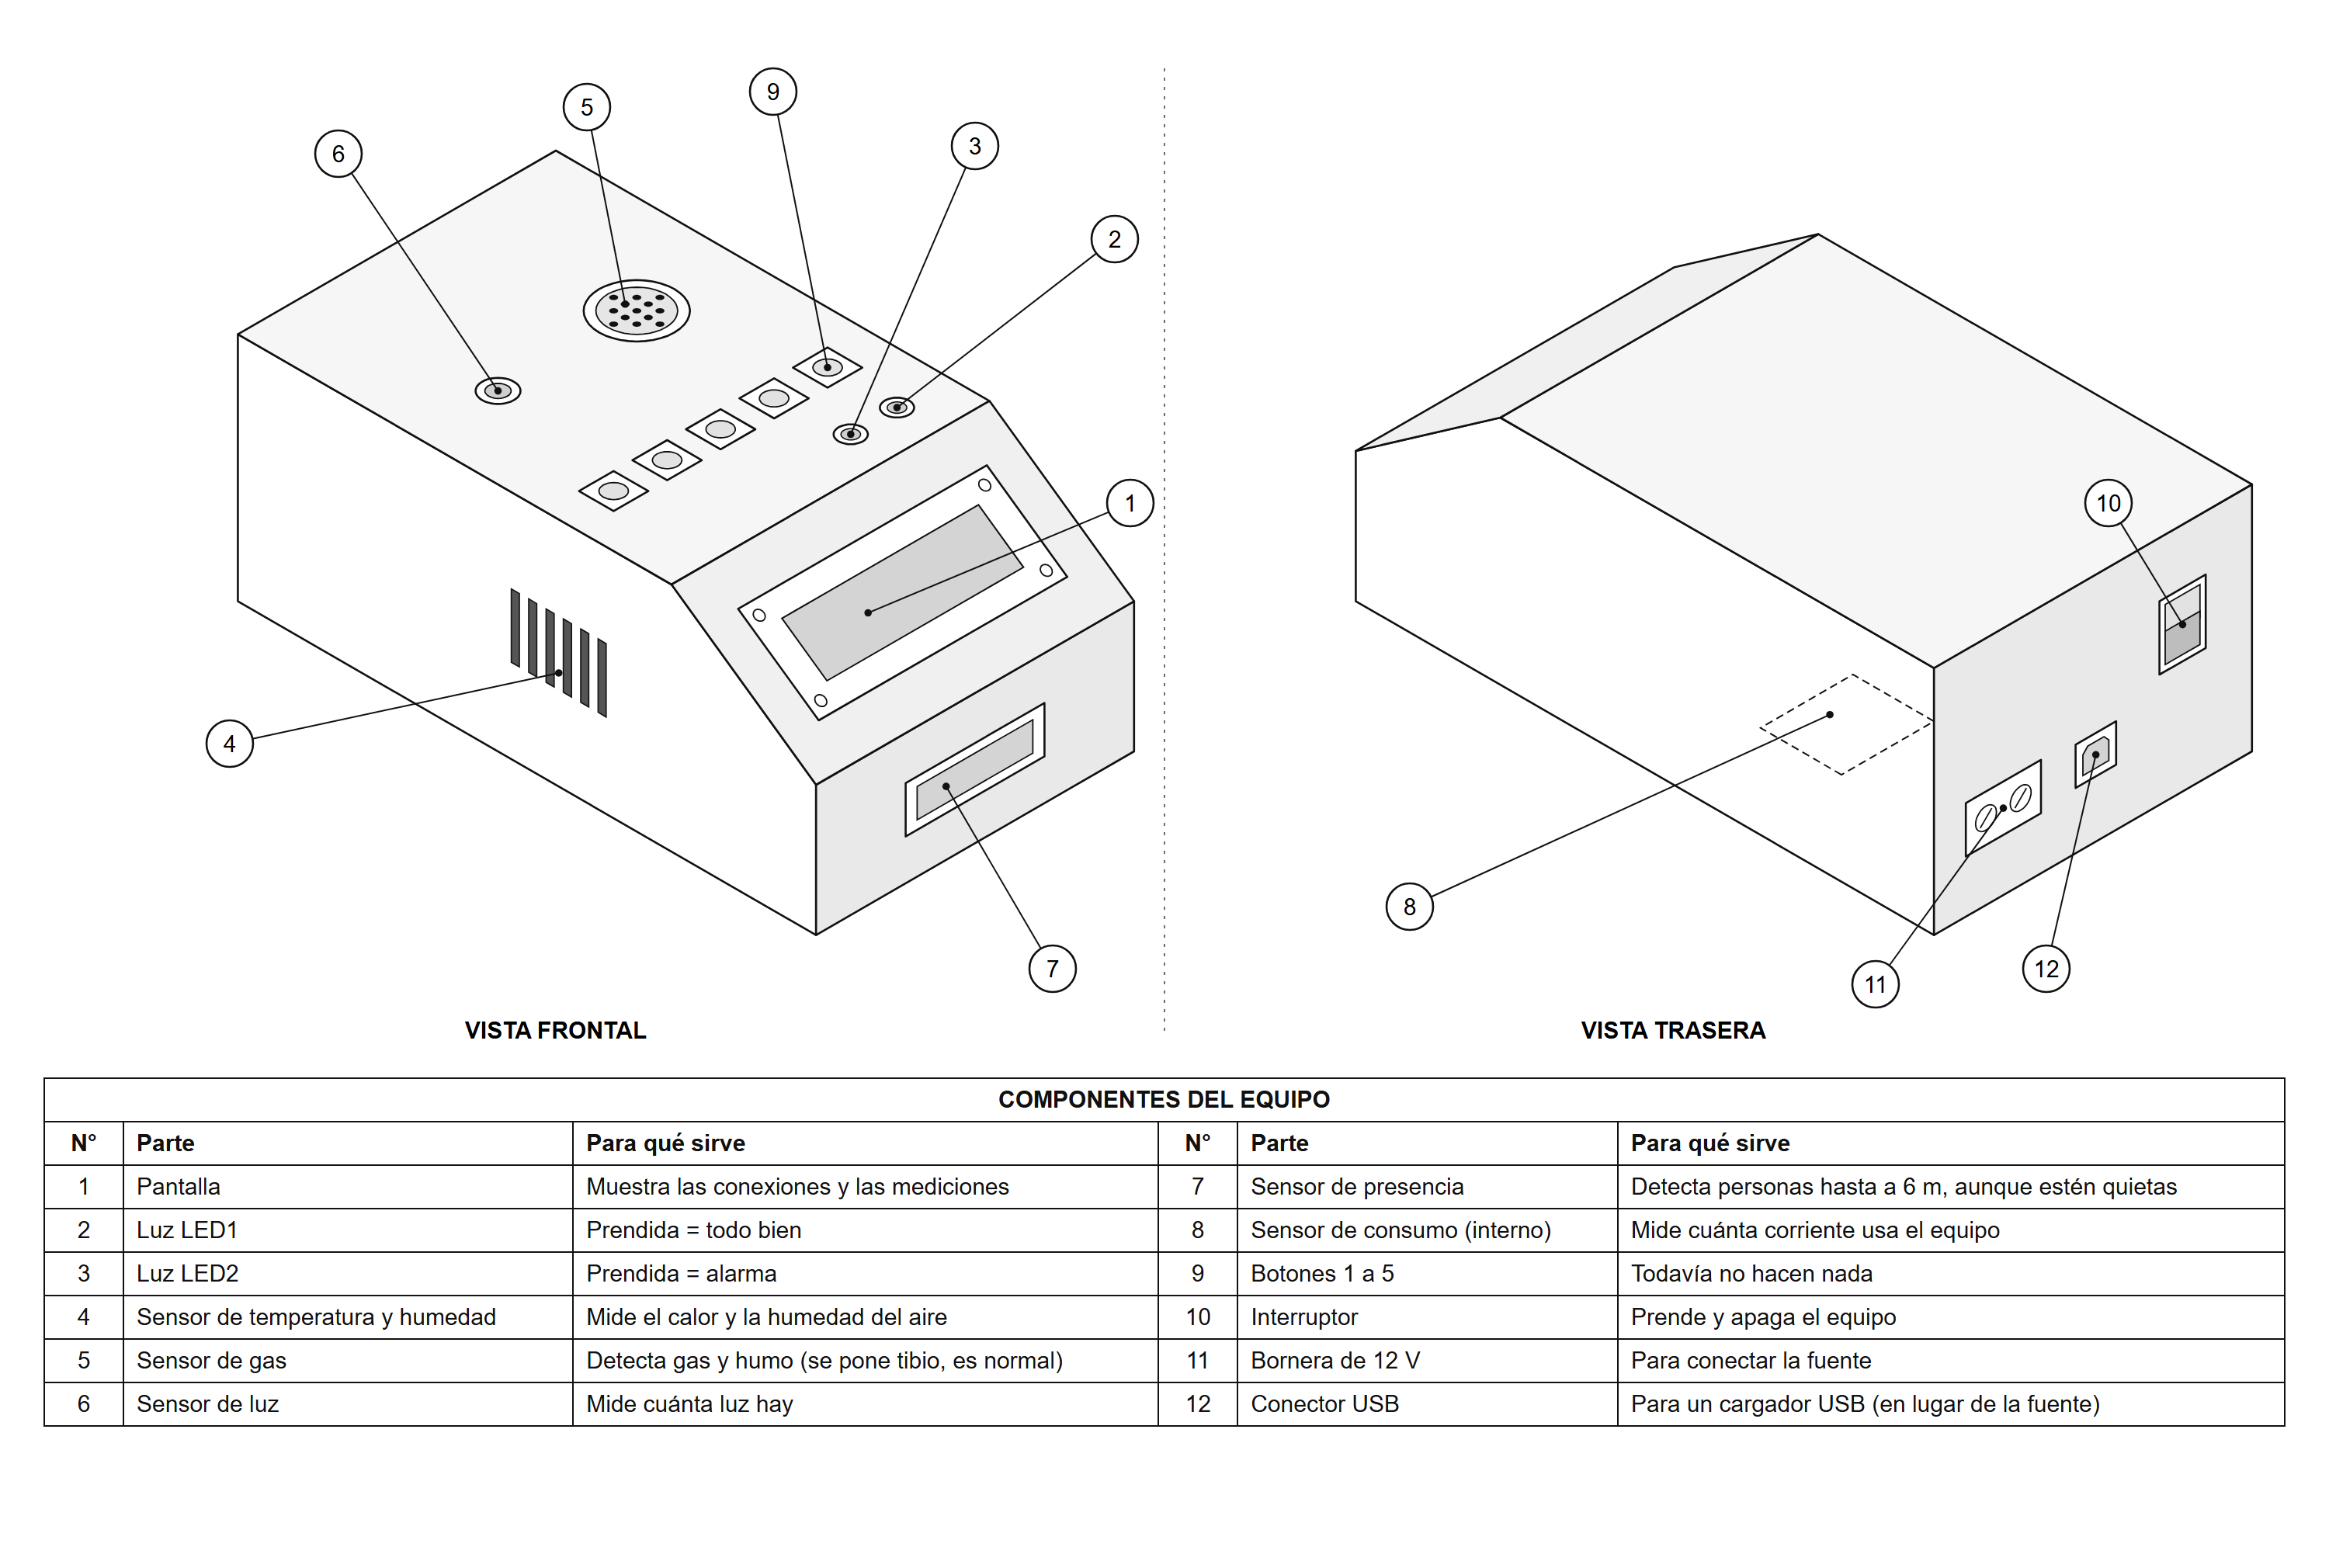 5
9
6
3
2
1
10
4
8
7
11
12
VISTA FRONTAL
VISTA TRASERA
COMPONENTES DEL EQUIPO
N° Parte Para qué sirve N° Parte Para qué sirve
1 Pantalla Muestra las conexiones y las mediciones 7 Sensor de presencia Detecta personas hasta a 6 m, aunque estén quietas
2 Luz LED1 Prendida = todo bien 8 Sensor de consumo (interno) Mide cuánta corriente usa el equipo
3 Luz LED2 Prendida = alarma 9 Botones 1 a 5 Todavía no hacen nada
4 Sensor de temperatura y humedad Mide el calor y la humedad del aire 10 Interruptor Prende y apaga el equipo
5 Sensor de gas Detecta gas y humo (se pone tibio, es normal) 11 Bornera de 12 V Para conectar la fuente
6 Sensor de luz Mide cuánta luz hay 12 Conector USB Para un cargador USB (en lugar de la fuente)